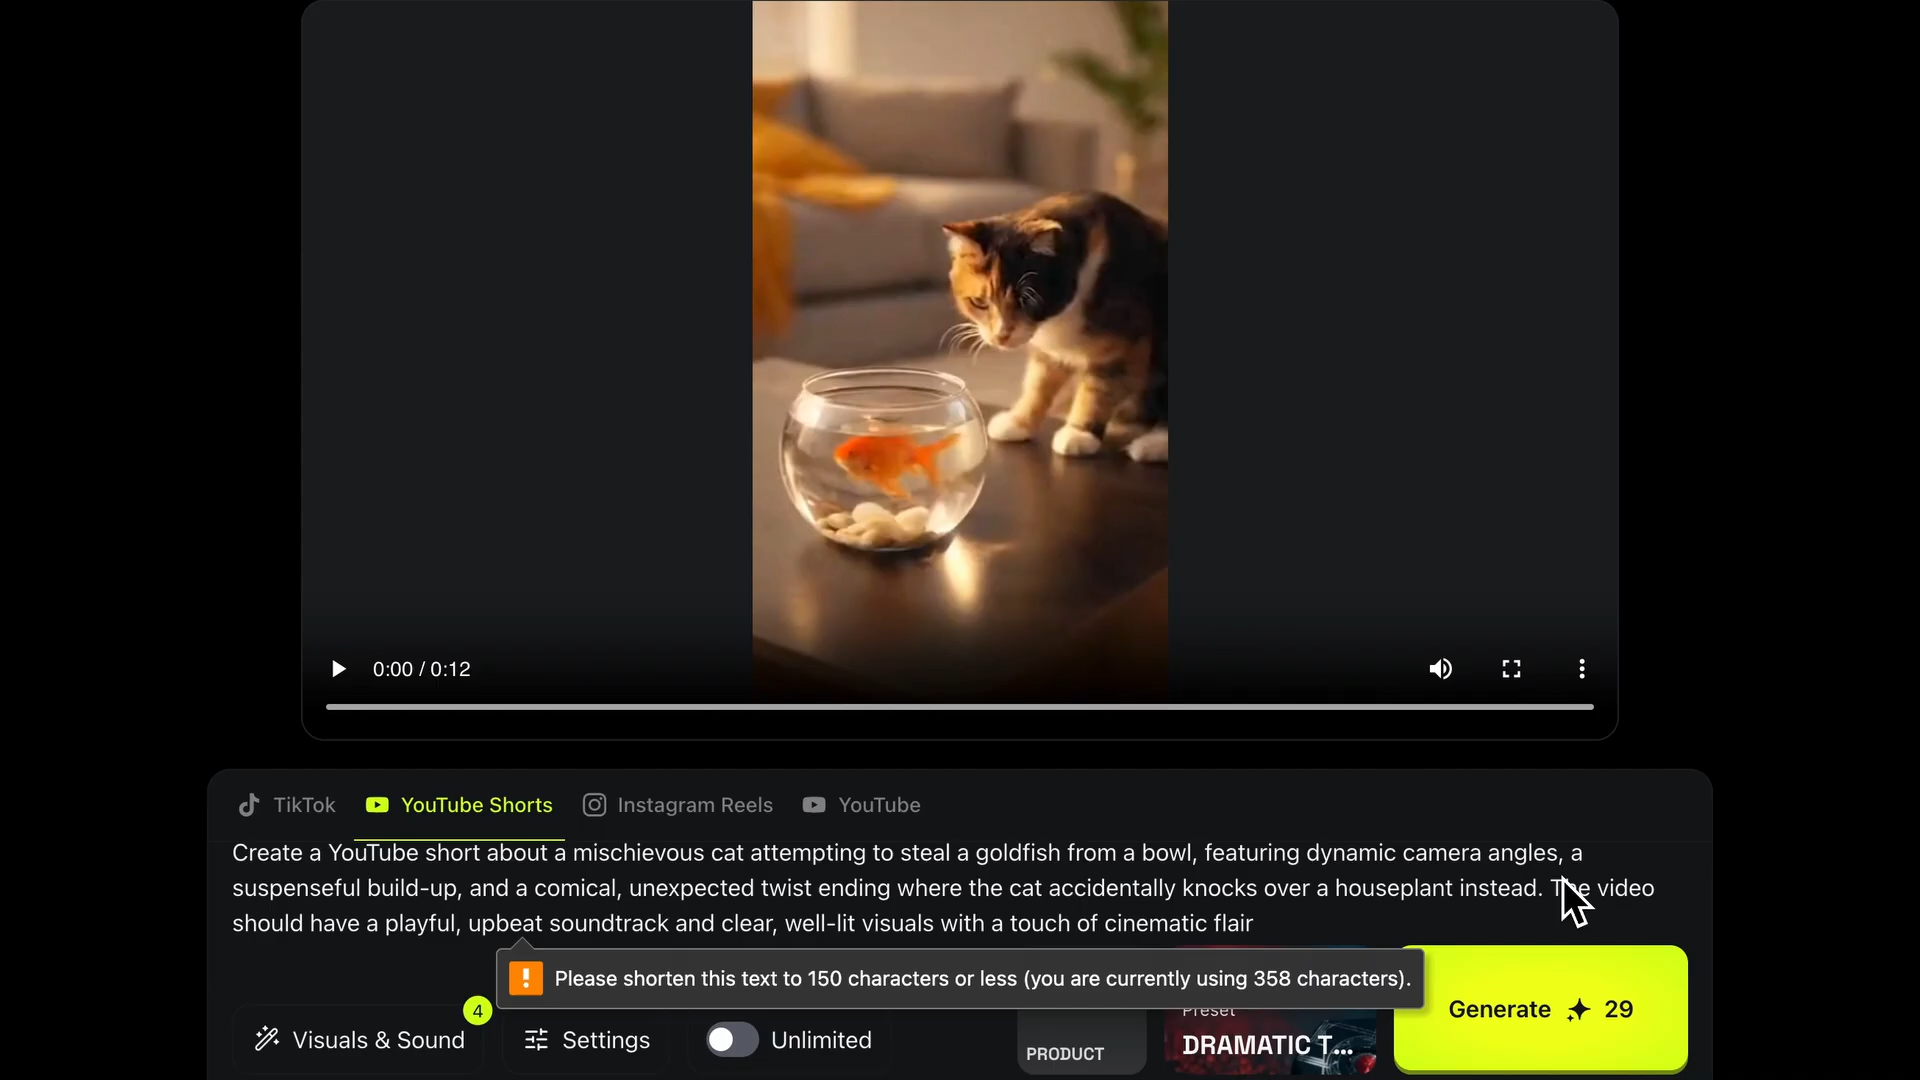 0:00 / 0:12
TikTok
YouTube Shorts
Instagram Reels
YouTube
Create a YouTube short about a mischievous cat attempting to steal a goldfish from a bowl, featuring dynamic camera angles, a
suspenseful build-up, and a comical, unexpected twist ending where the cat accidentally knocks over a houseplant instead. The video
should have a playful, upbeat soundtrack and clear, well-lit visuals with a touch of cinematic flair
! Please shorten this text to 150 characters or less (you are currently using 358 characters).
4
Visuals & Sound
Settings
Unlimited
PRODUCT
Preset
DRAMATIC T...
Generate 29